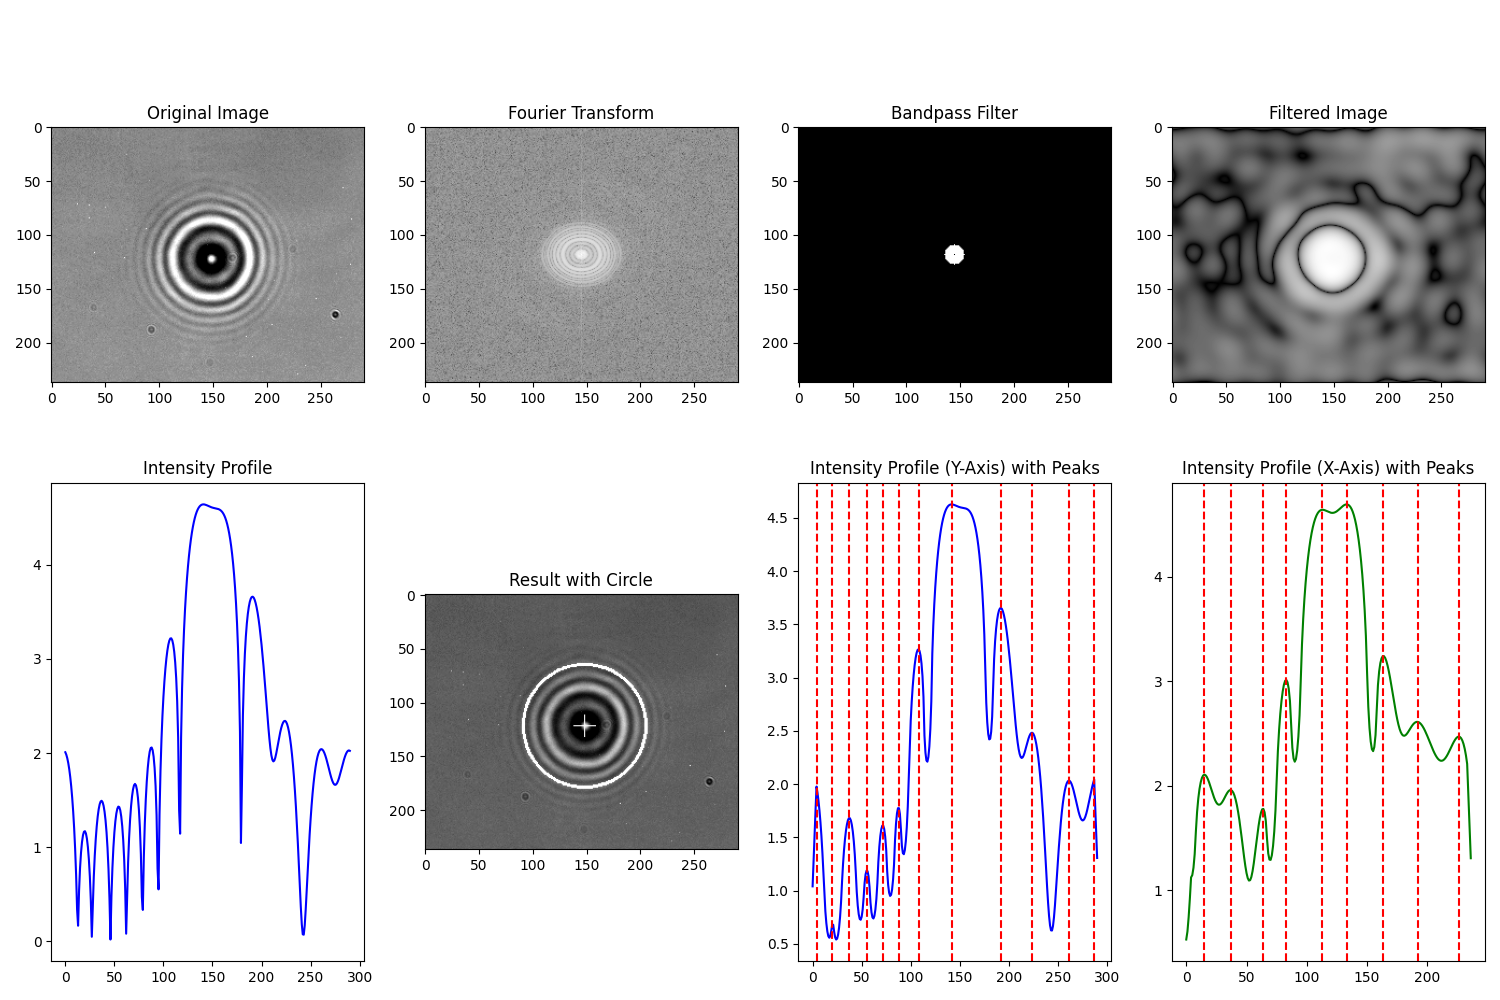 Original Image
Fourier Transform
Bandpass Filter
Filtered Image
0
50
100
150
200
0 50 100 150 200 250
0
50
100
150
200
0 50 100 150 200 250
0
50
100
150
200
0 50 100 150 200 250
0
50
100
150
200
0 50 100 150 200 250
Intensity Profile
4
3
2
1
0
0 50 100 150 200 250 300
Result with Circle
0
50
100
150
200
0 50 100 150 200 250
Intensity Profile (Y-Axis) with Peaks
4.5
4.0
3.5
3.0
2.5
2.0
1.5
1.0
0.5
0 50 100 150 200 250 300
Intensity Profile (X-Axis) with Peaks
4
3
2
1
0 50 100 150 200